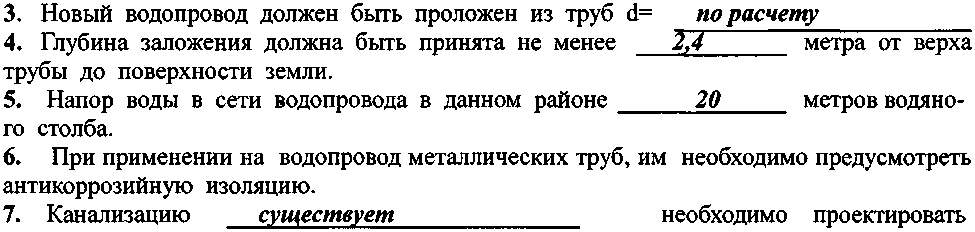 3. Новый водопровод должен быть проложен из труб d= по расчету
4. Глубина заложения должна быть принята не менее 2,4 метра от верха
трубы до поверхности земли.
5. Напор воды в сети водопровода в данном районе 20 метров водяно-
го столба.
6. При применении на водопровод металлических труб, им необходимо предусмотреть
антикоррозийную изоляцию.
7. Канализацию существует необходимо проектировать